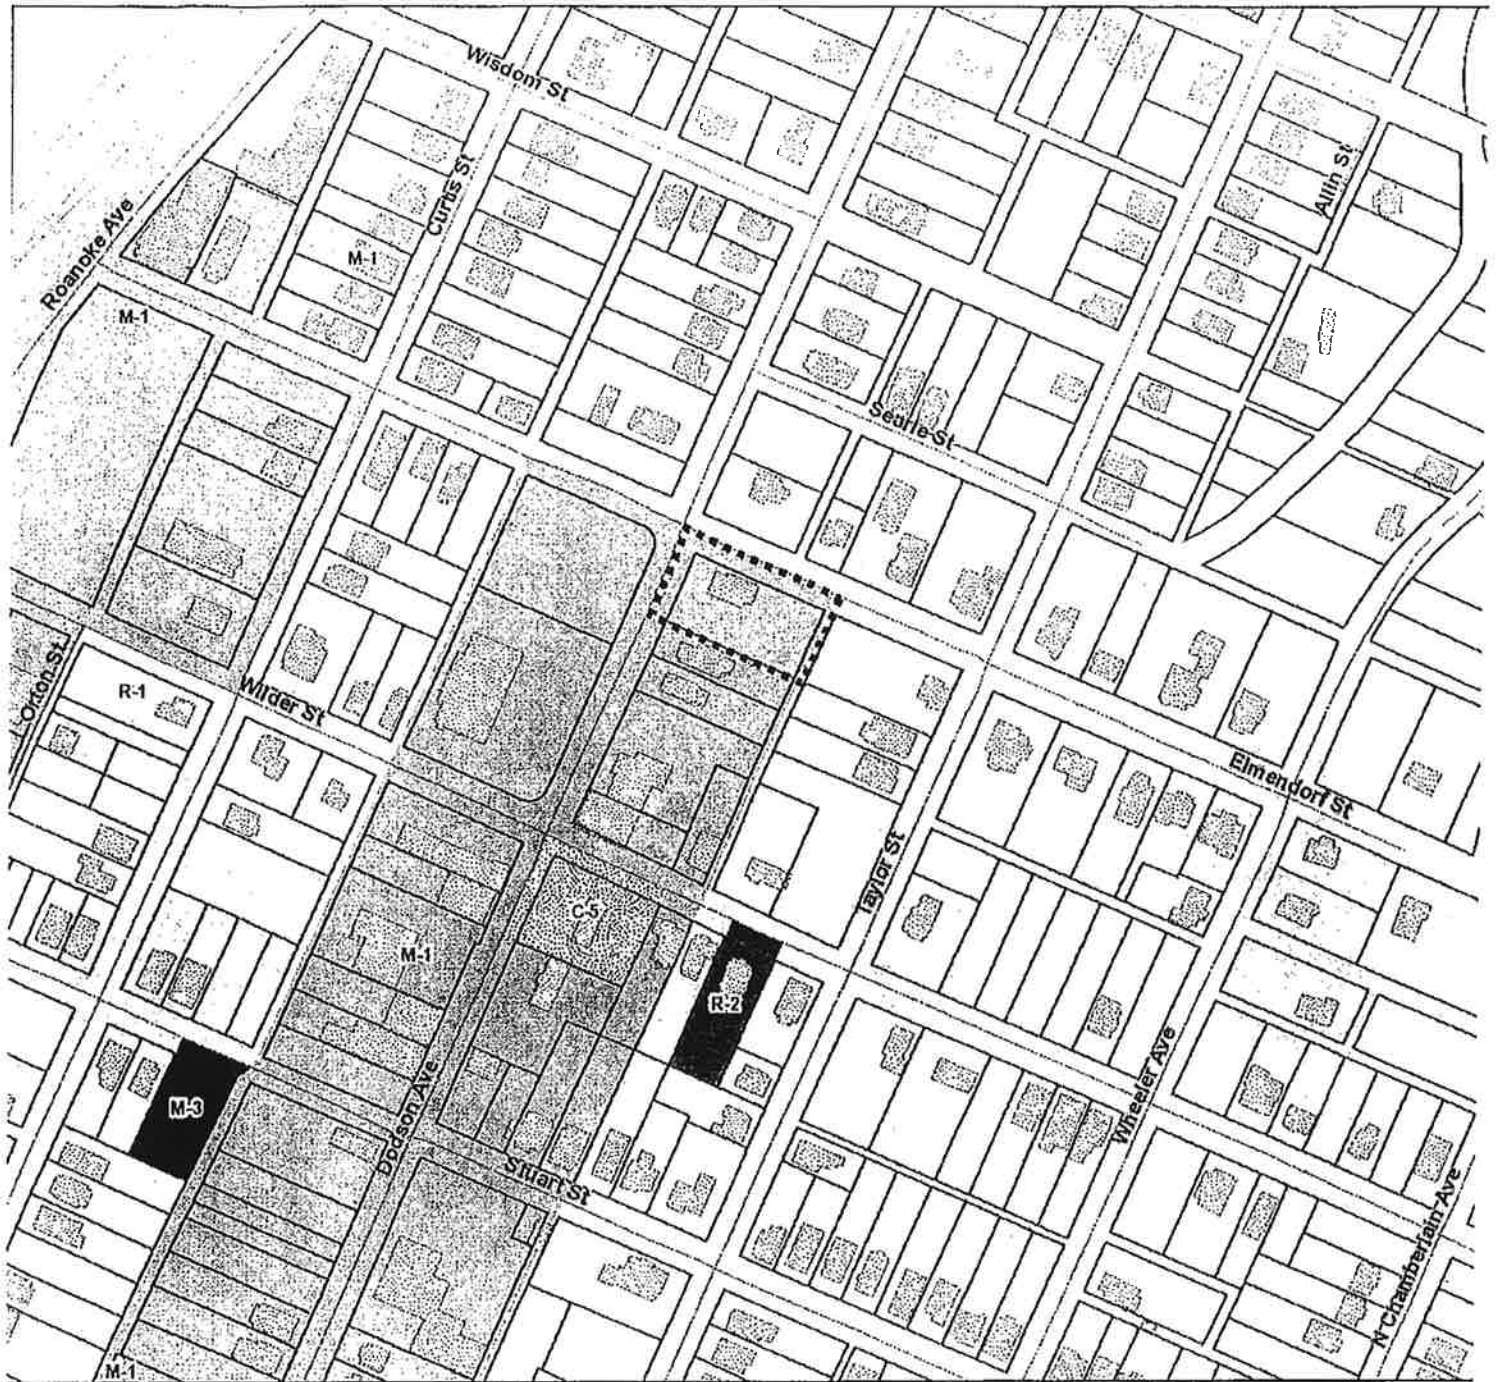 Wisdom St
Allin St
Curtis St
Roanoke Ave
M-1
M-1
Searle St
Orton St
R-1
Wilder St
Elmendorf St
Taylor St
C-5
M-1
R-2
Wheeler Ave
Dodson Ave
M-3
Stuart St
N Chamberlain Ave
M-1